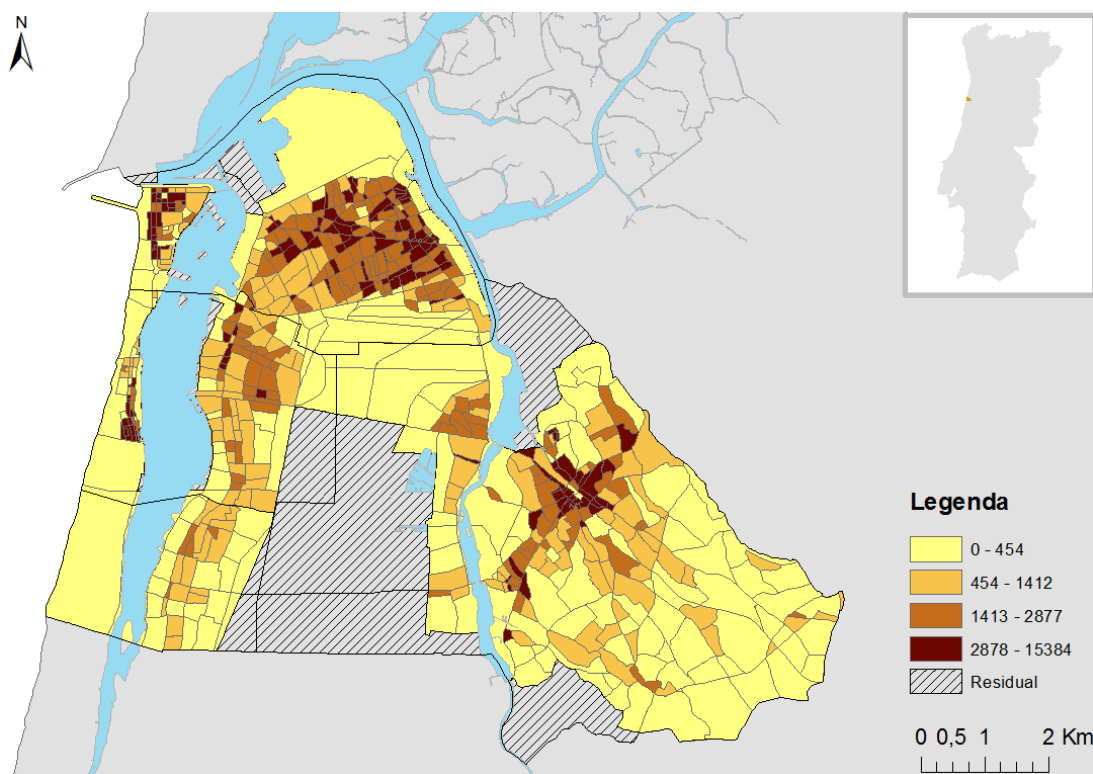 N
Legenda
0 - 454
454 - 1412
1413 - 2877
2878 - 15384
Residual
0 0,5 1 2 Km